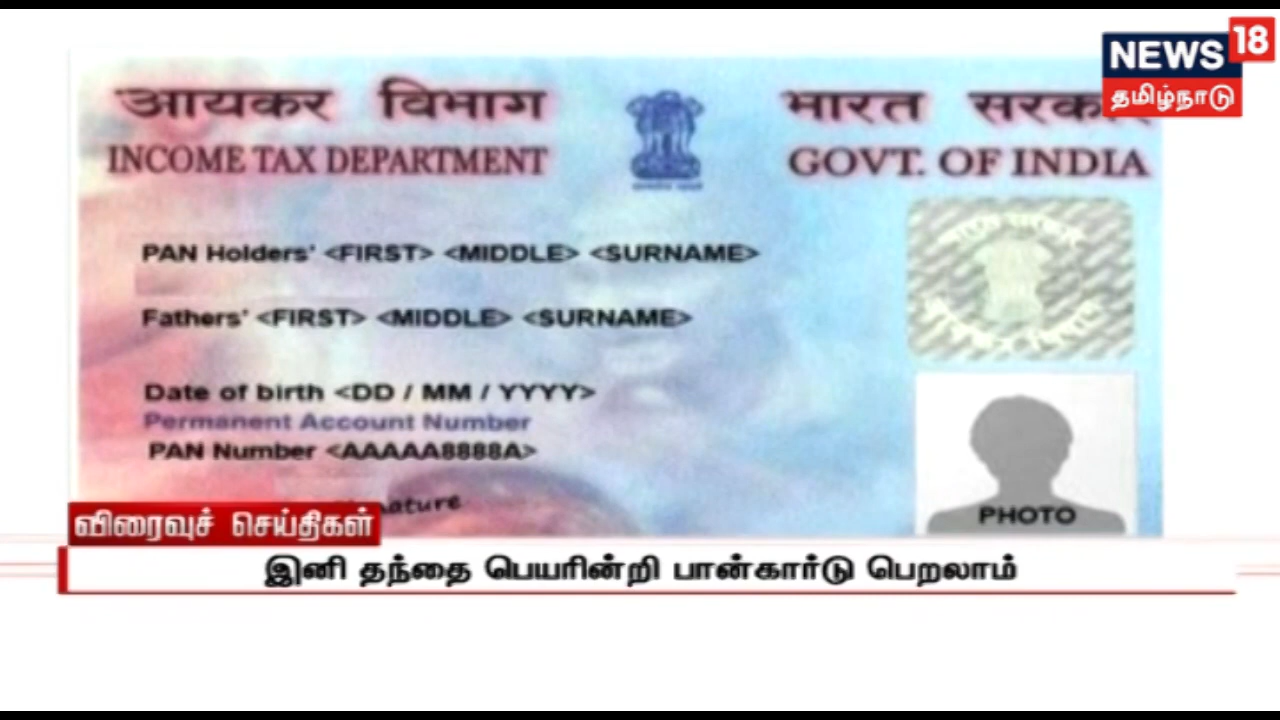 NEWS 18
தமிழ்நாடு
आयकर विभाग
INCOME TAX DEPARTMENT
भारत सरकार
GOVT. OF INDIA
PAN Holders' <FIRST> <MIDDLE> <SURNAME>
Fathers' <FIRST> <MIDDLE> <SURNAME>
Date of birth <DD / MM / YYYY>
Permanent Account Number
PAN Number <AAAAA8888A>
PHOTO
விரைவுச் செய்திகள்
இனி தந்தை பெயரின்றி பான்கார்டு பெறலாம்